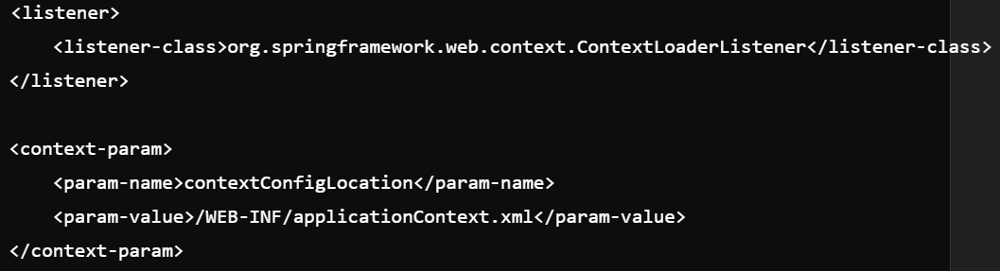 <listener>
    <listener-class>org.springframework.web.context.ContextLoaderListener</listener-class>
</listener>

<context-param>
    <param-name>contextConfigLocation</param-name>
    <param-value>/WEB-INF/applicationContext.xml</param-value>
</context-param>